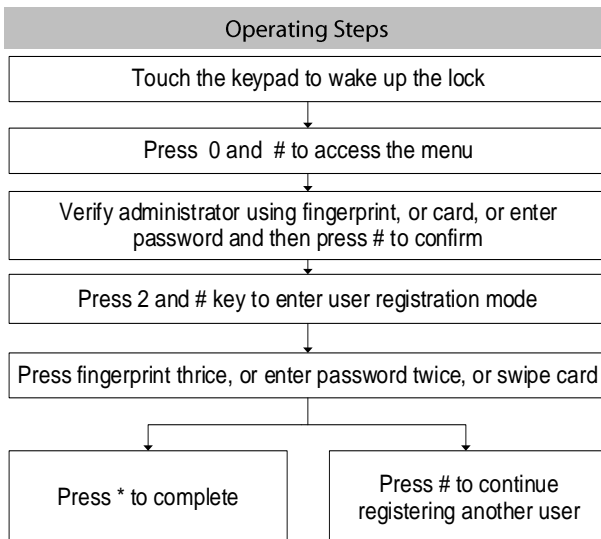 Operating Steps
Touch the keypad to wake up the lock
Press 0 and # to access the menu
Verify administrator using fingerprint, or card, or enter
password and then press # to confirm
Press 2 and # key to enter user registration mode
Press fingerprint thrice, or enter password twice, or swipe card
Press * to complete
Press # to continue
registering another user